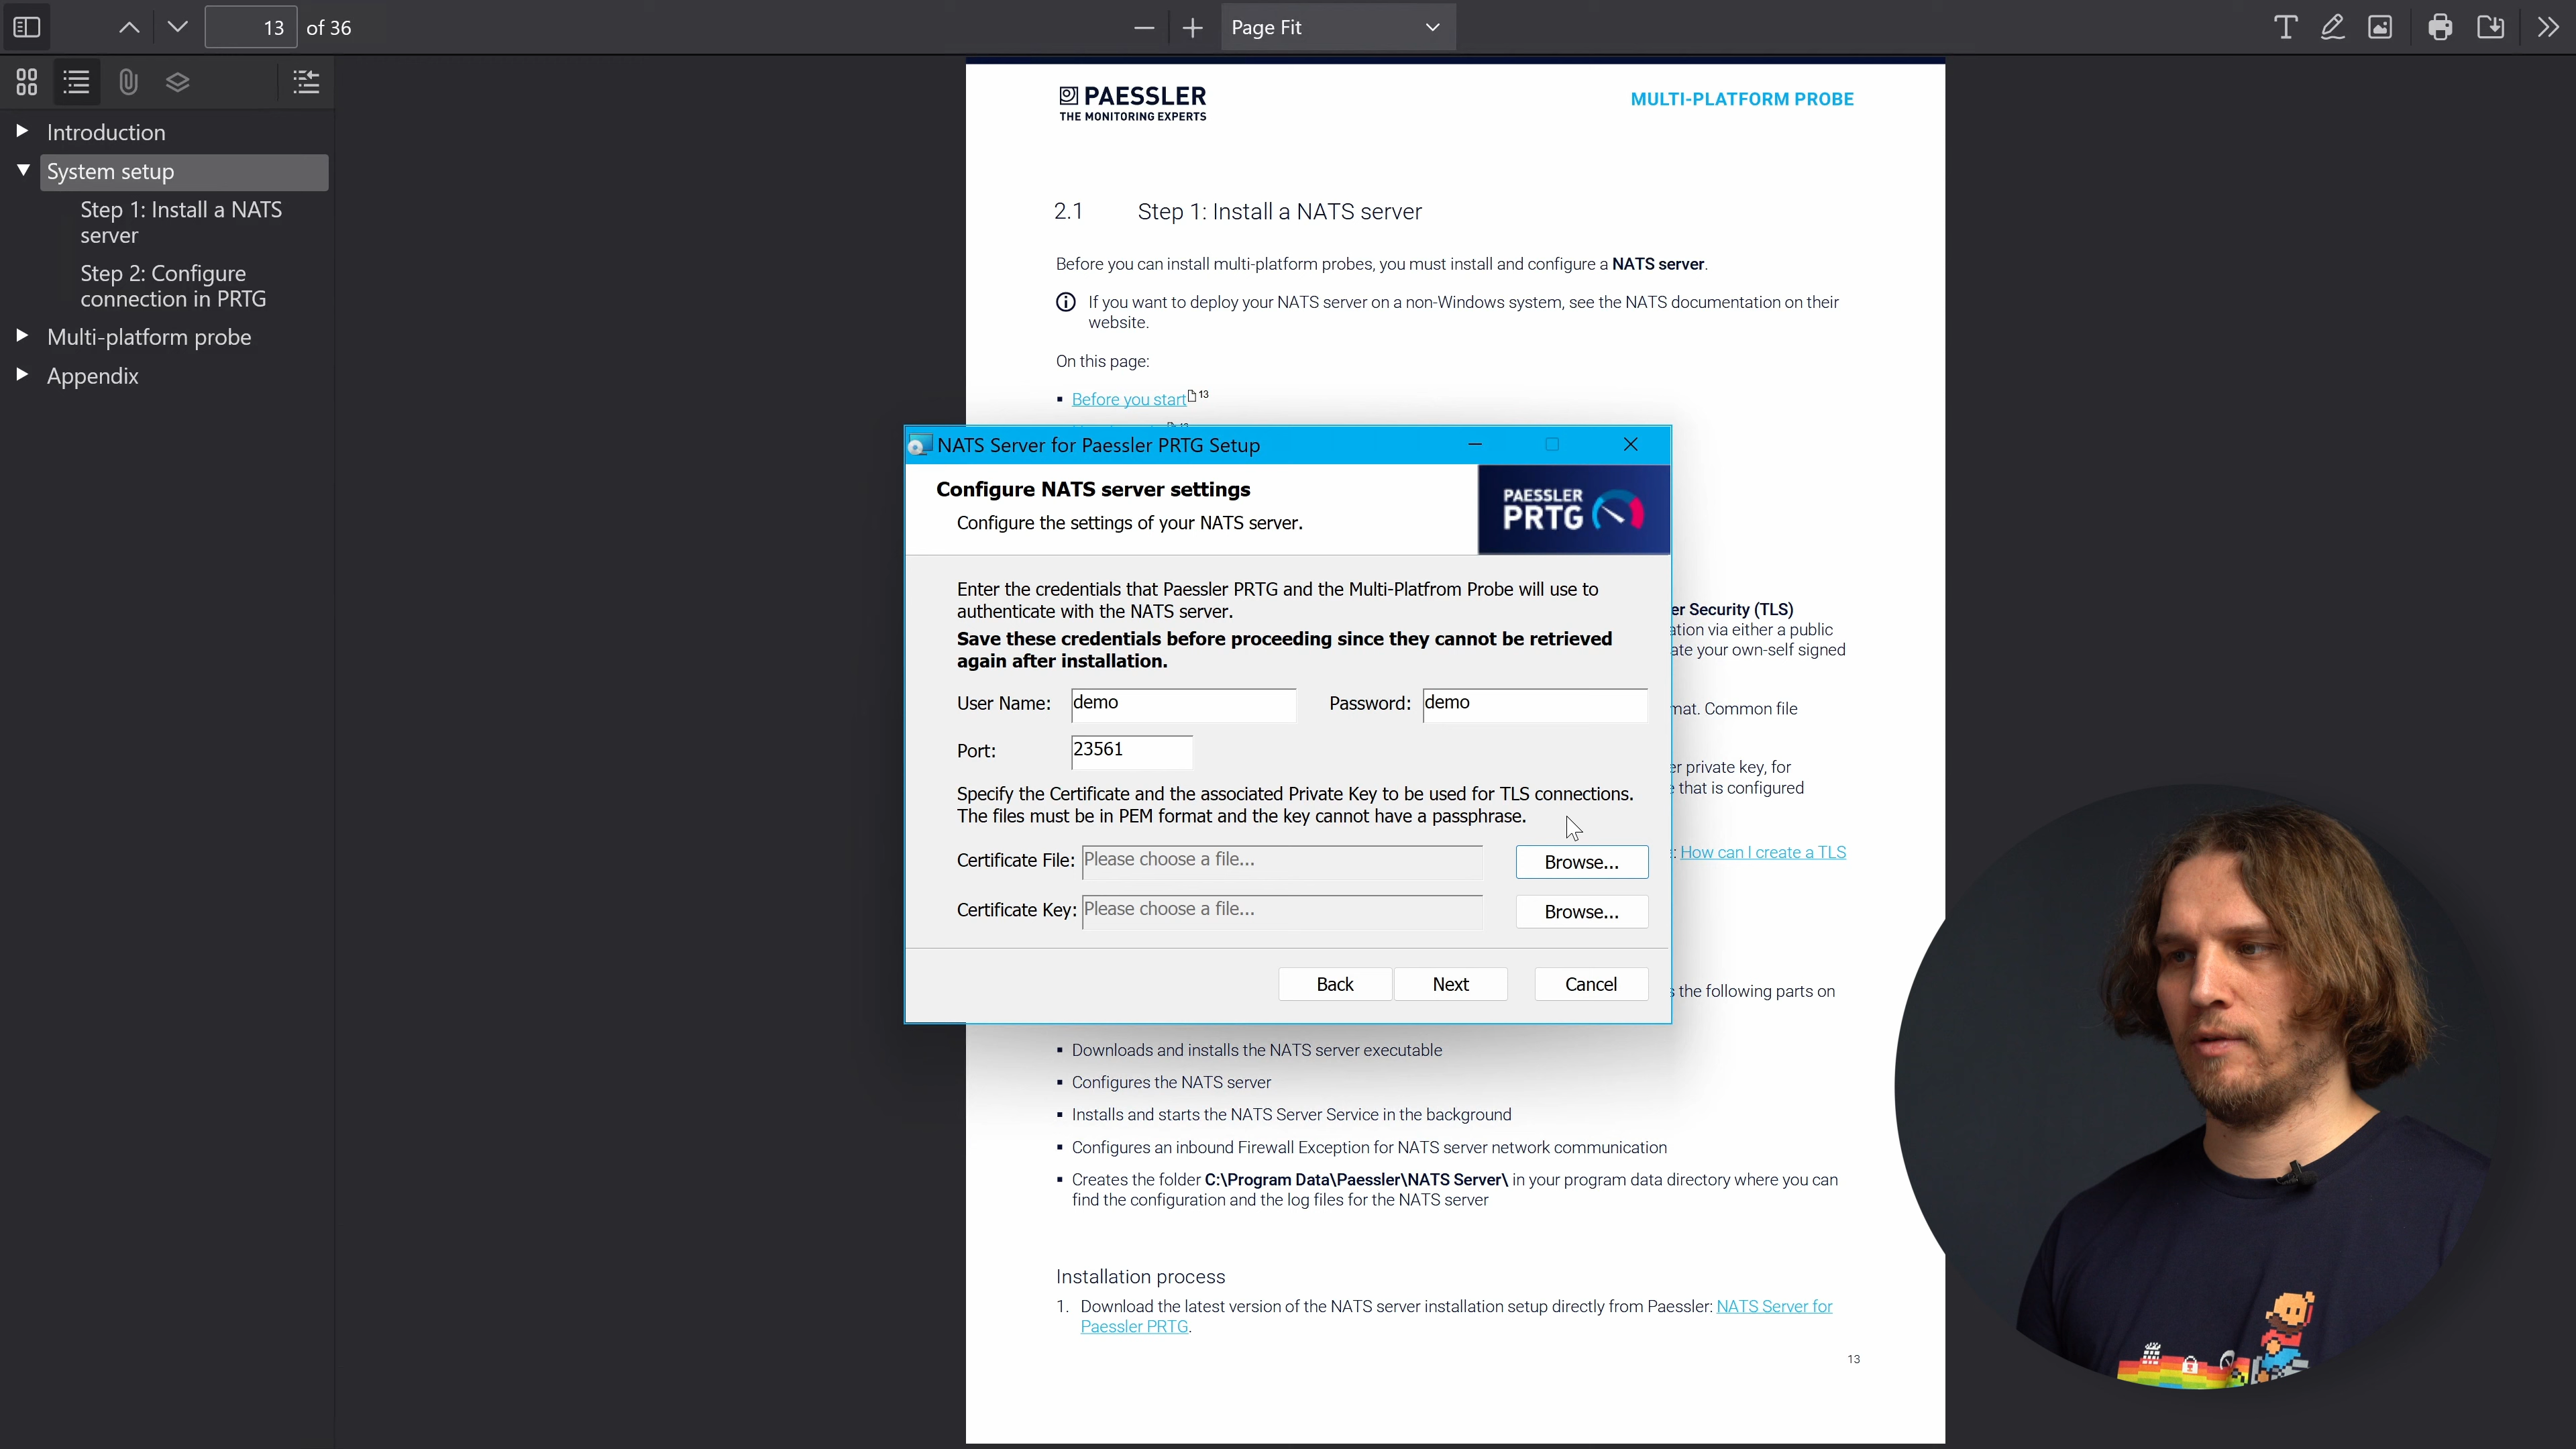 13 of 36
Page Fit
Introduction
System setup
Step 1: Install a NATS
server
Step 2: Configure
connection in PRTG
Multi-platform probe
Appendix
PAESSLER
THE MONITORING EXPERTS
MULTI-PLATFORM PROBE
2.1 Step 1: Install a NATS server
Before you can install multi-platform probes, you must install and configure a NATS server.
If you want to deploy your NATS server on a non-Windows system, see the NATS documentation on their
website.
On this page:
▪ Before you start 13
NATS Server for Paessler PRTG Setup
Configure NATS server settings
Configure the settings of your NATS server.
PAESSLER
PRTG
Enter the credentials that Paessler PRTG and the Multi-Platfrom Probe will use to
authenticate with the NATS server.
Save these credentials before proceeding since they cannot be retrieved
again after installation.
User Name: demo Password: demo
Port: 23561
Specify the Certificate and the associated Private Key to be used for TLS connections.
The files must be in PEM format and the key cannot have a passphrase.
Certificate File: Please choose a file... Browse...
Certificate Key: Please choose a file... Browse...
Back Next Cancel
er Security (TLS)
ation via either a public
ate your own-self signed
mat. Common file
er private key, for
that is configured
: How can I create a TLS
s the following parts on
▪ Downloads and installs the NATS server executable
▪ Configures the NATS server
▪ Installs and starts the NATS Server Service in the background
▪ Configures an inbound Firewall Exception for NATS server network communication
▪ Creates the folder C:\Program Data\Paessler\NATS Server\ in your program data directory where you can
find the configuration and the log files for the NATS server
Installation process
1. Download the latest version of the NATS server installation setup directly from Paessler: NATS Server for
Paessler PRTG.
13